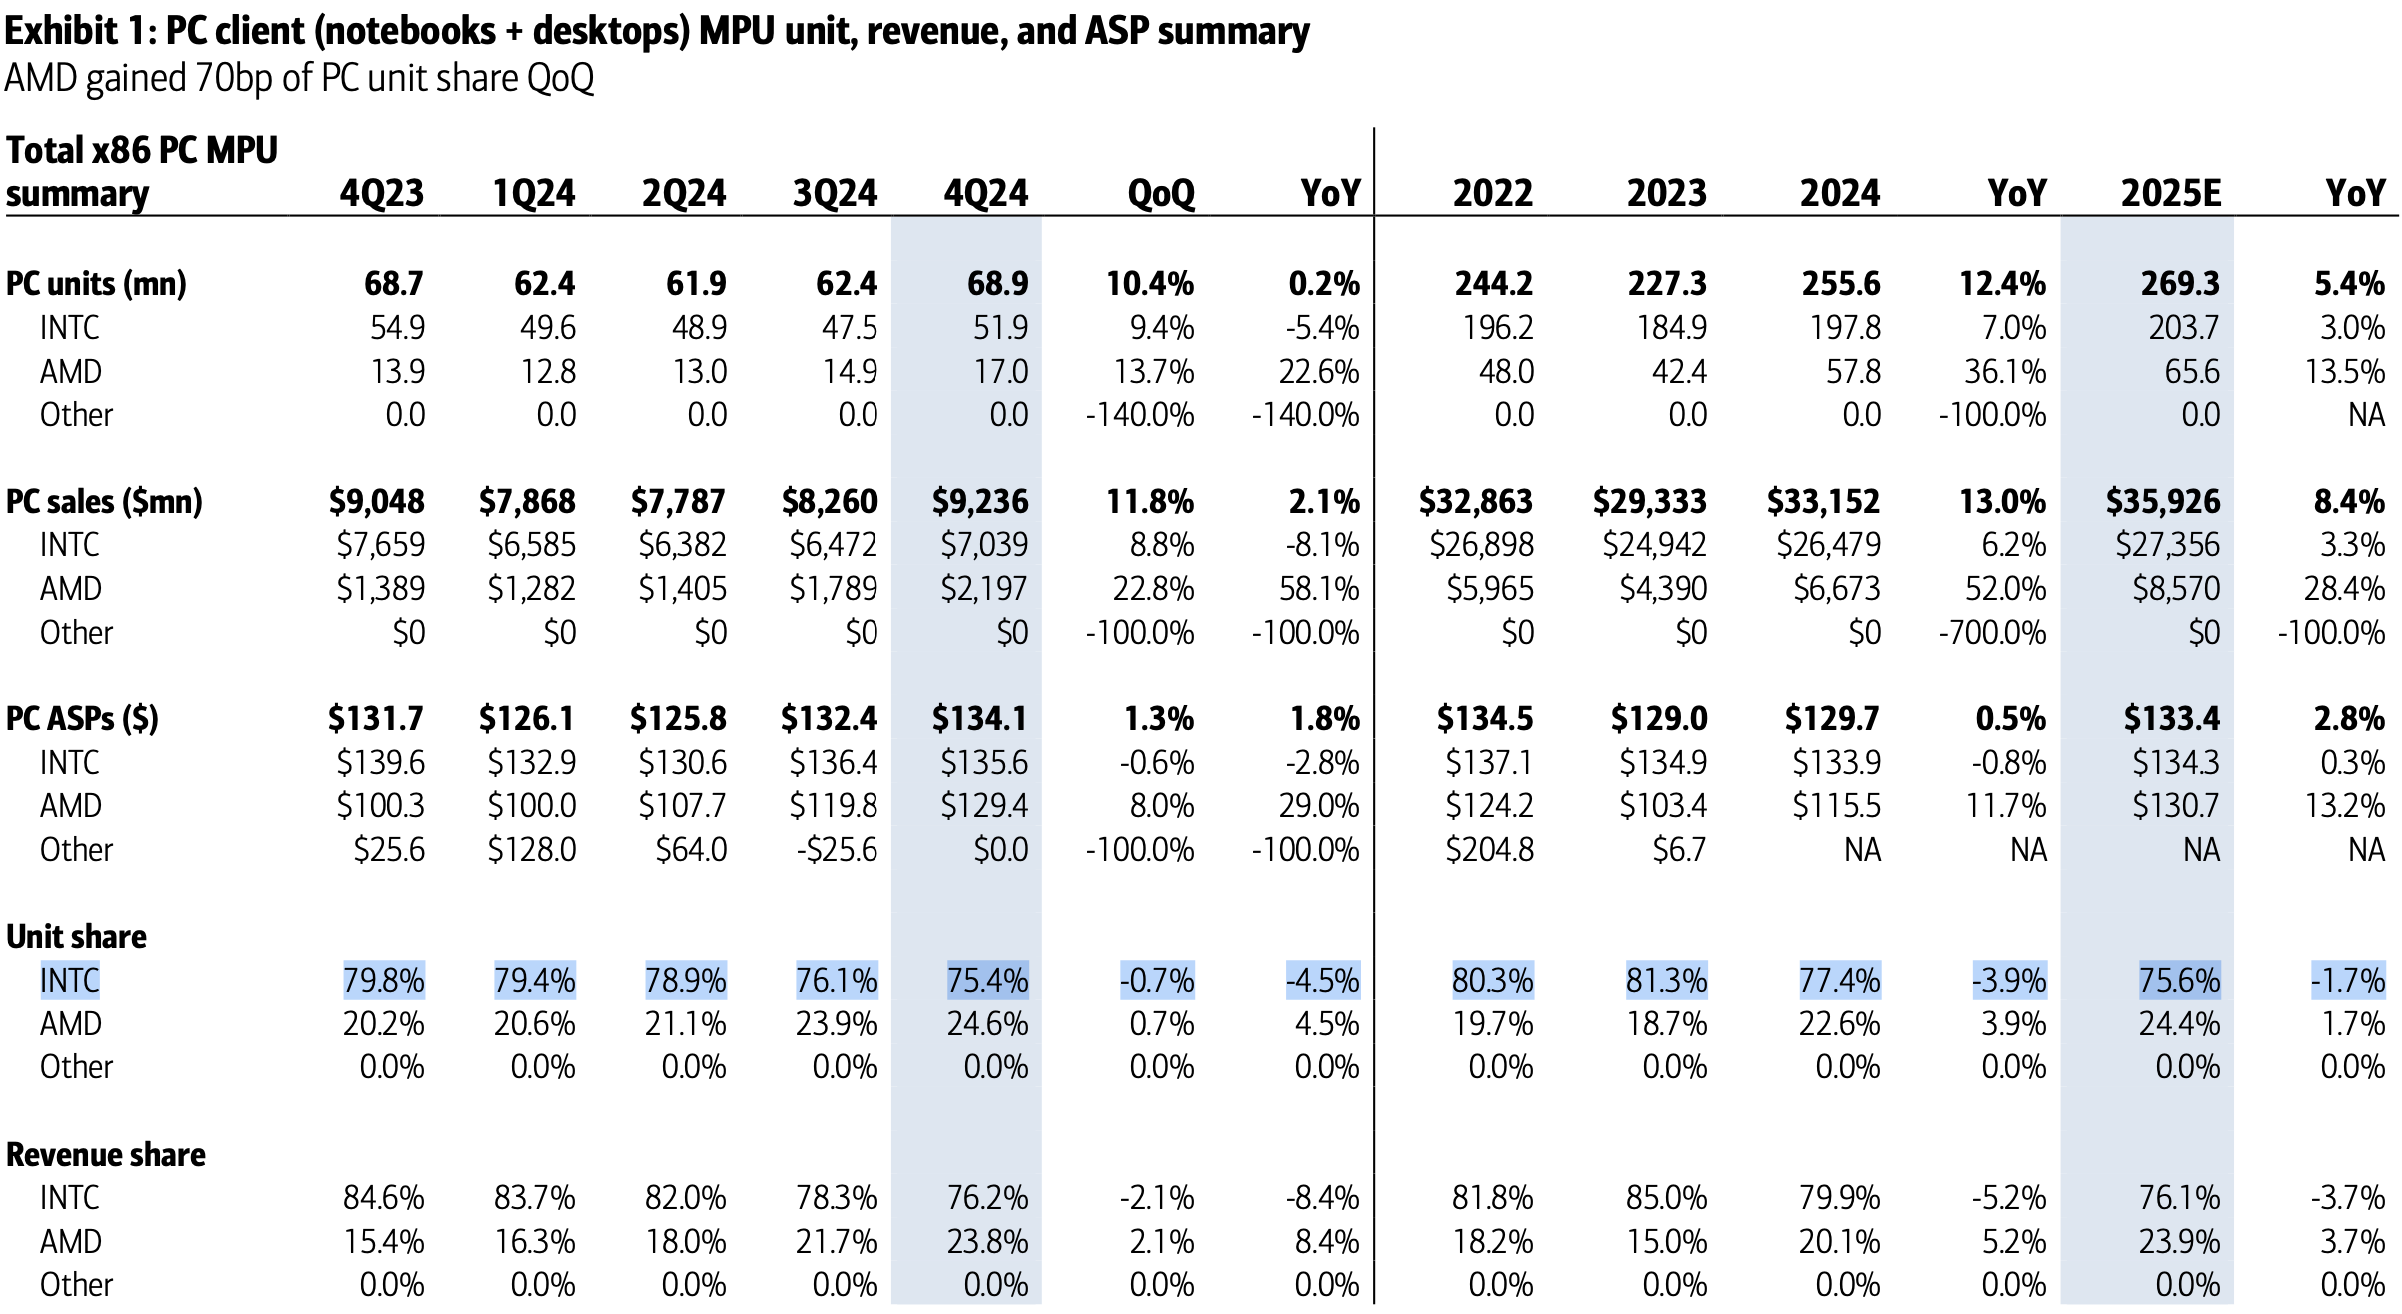 Exhibit 1: PC client (notebooks + desktops) MPU unit, revenue, and ASP summary
AMD gained 70bp of PC unit share QoQ
Total x86 PC MPU
summary 4Q23 1Q24 2Q24 3Q24 4Q24 QoQ YoY 2022 2023 2024 YoY 2025E YoY
PC units (mn) 68.7 62.4 61.9 62.4 68.9 10.4% 0.2% 244.2 227.3 255.6 12.4% 269.3 5.4%
INTC 54.9 49.6 48.9 47.5 51.9 9.4% -5.4% 196.2 184.9 197.8 7.0% 203.7 3.0%
AMD 13.9 12.8 13.0 14.9 17.0 13.7% 22.6% 48.0 42.4 57.8 36.1% 65.6 13.5%
Other 0.0 0.0 0.0 0.0 0.0 -140.0% -140.0% 0.0 0.0 0.0 -100.0% 0.0 NA
PC sales ($mn) $9,048 $7,868 $7,787 $8,260 $9,236 11.8% 2.1% $32,863 $29,333 $33,152 13.0% $35,926 8.4%
INTC $7,659 $6,585 $6,382 $6,472 $7,039 8.8% -8.1% $26,898 $24,942 $26,479 6.2% $27,356 3.3%
AMD $1,389 $1,282 $1,405 $1,789 $2,197 22.8% 58.1% $5,965 $4,390 $6,673 52.0% $8,570 28.4%
Other $0 $0 $0 $0 $0 -100.0% -100.0% $0 $0 $0 -700.0% $0 -100.0%
PC ASPs ($) $131.7 $126.1 $125.8 $132.4 $134.1 1.3% 1.8% $134.5 $129.0 $129.7 0.5% $133.4 2.8%
INTC $139.6 $132.9 $130.6 $136.4 $135.6 -0.6% -2.8% $137.1 $134.9 $133.9 -0.8% $134.3 0.3%
AMD $100.3 $100.0 $107.7 $119.8 $129.4 8.0% 29.0% $124.2 $103.4 $115.5 11.7% $130.7 13.2%
Other $25.6 $128.0 $64.0 -$25.6 $0.0 -100.0% -100.0% $204.8 $6.7 NA NA NA NA
Unit share
INTC 79.8% 79.4% 78.9% 76.1% 75.4% -0.7% -4.5% 80.3% 81.3% 77.4% -3.9% 75.6% -1.7%
AMD 20.2% 20.6% 21.1% 23.9% 24.6% 0.7% 4.5% 19.7% 18.7% 22.6% 3.9% 24.4% 1.7%
Other 0.0% 0.0% 0.0% 0.0% 0.0% 0.0% 0.0% 0.0% 0.0% 0.0% 0.0% 0.0% 0.0%
Revenue share
INTC 84.6% 83.7% 82.0% 78.3% 76.2% -2.1% -8.4% 81.8% 85.0% 79.9% -5.2% 76.1% -3.7%
AMD 15.4% 16.3% 18.0% 21.7% 23.8% 2.1% 8.4% 18.2% 15.0% 20.1% 5.2% 23.9% 3.7%
Other 0.0% 0.0% 0.0% 0.0% 0.0% 0.0% 0.0% 0.0% 0.0% 0.0% 0.0% 0.0% 0.0%